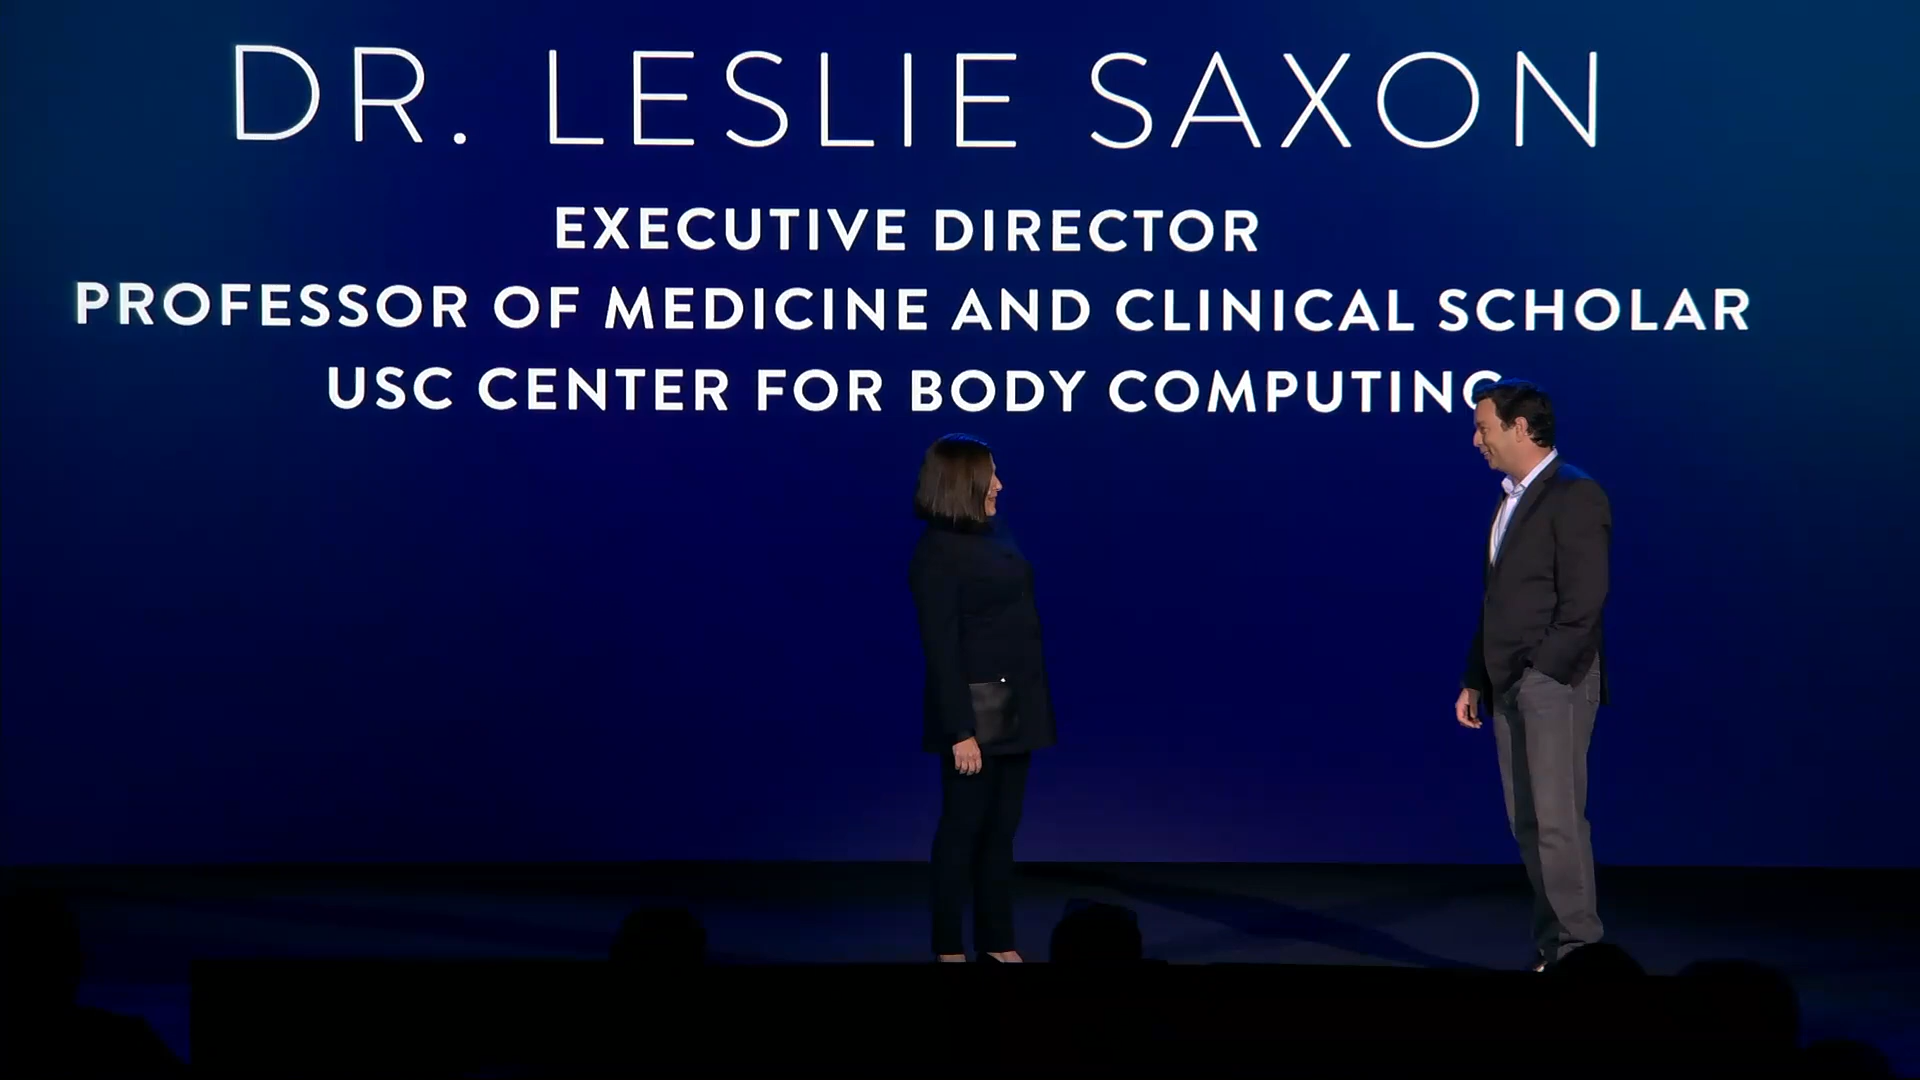 DR. LESLIE SAXON
EXECUTIVE DIRECTOR
PROFESSOR OF MEDICINE AND CLINICAL SCHOLAR
USC CENTER FOR BODY COMPUTING